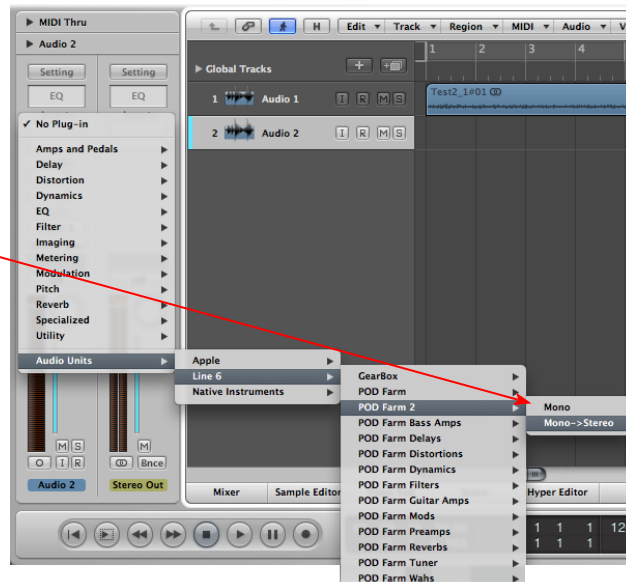 MIDI Thru
Audio 2
Setting Setting
EQ EQ
H Edit Track Region MIDI Audio V
1 2 3 4
Global Tracks
1 Audio 1 I R M S
Test2_1#01
2 Audio 2 I R M S
✓ No Plug-in
Amps and Pedals
Delay
Distortion
Dynamics
EQ
Filter
Imaging
Metering
Modulation
Pitch
Reverb
Specialized
Utility
Audio Units
Apple
Line 6
Native Instruments
GearBox
POD Farm
POD Farm 2
POD Farm Bass Amps
POD Farm Delays
POD Farm Distortions
POD Farm Dynamics
POD Farm Filters
POD Farm Guitar Amps
POD Farm Mods
POD Farm Preamps
POD Farm Reverbs
POD Farm Tuner
POD Farm Wahs
Mono
Mono->Stereo
M S M
O I R Bnce
Audio 2 Stereo Out
Mixer Sample Editor Hyper Editor
1 1 1 12
1 1 1